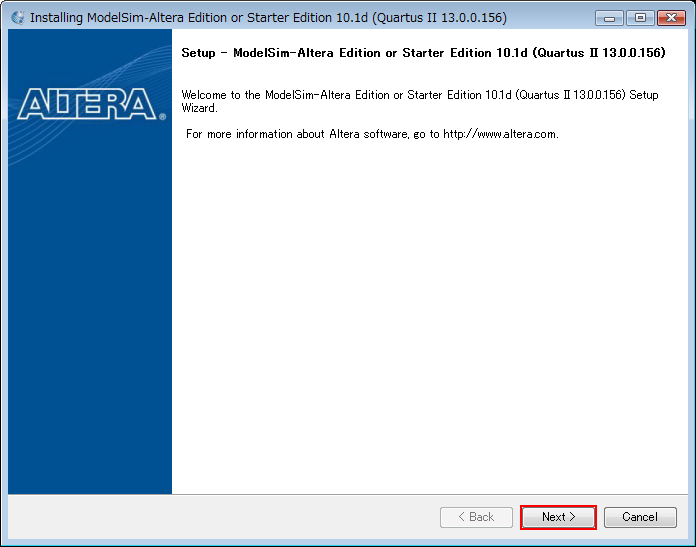 Installing ModelSim-Altera Edition or Starter Edition 10.1d (Quartus II 13.0.0.156)
Setup - ModelSim-Altera Edition or Starter Edition 10.1d (Quartus II 13.0.0.156)
ALTERA®
Welcome to the ModelSim-Altera Edition or Starter Edition 10.1d (Quartus II 13.0.0.156) Setup
Wizard.
For more information about Altera software, go to http://www.altera.com.
< Back
Next >
Cancel